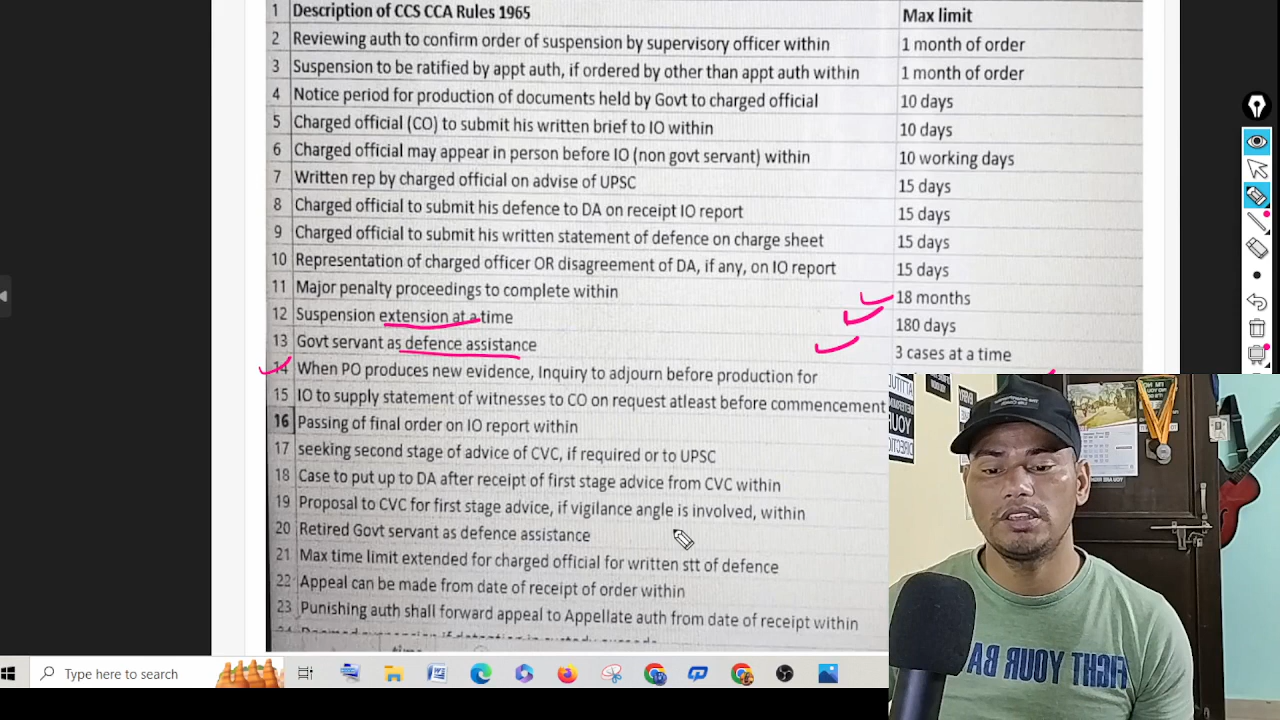 1 Description of CCS CCA Rules 1965 Max limit
2 Reviewing auth to confirm order of suspension by supervisory officer within 1 month of order
3 Suspension to be ratified by appt auth, if ordered by other than appt auth within 1 month of order
4 Notice period for production of documents held by Govt to charged official 10 days
5 Charged official (CO) to submit his written brief to IO within 10 days
6 Charged official may appear in person before IO (non govt servant) within 10 working days
7 Written rep by charged official on advise of UPSC 15 days
8 Charged official to submit his defence to DA on receipt IO report 15 days
9 Charged official to submit his written statement of defence on charge sheet 15 days
10 Representation of charged officer OR disagreement of DA, if any, on IO report 15 days
11 Major penalty proceedings to complete within 18 months
12 Suspension extension at a time 180 days
13 Govt servant as defence assistance 3 cases at a time
14 When PO produces new evidence, Inquiry to adjourn before production for
15 IO to supply statement of witnesses to CO on request atleast before commencement
16 Passing of final order on IO report within
17 seeking second stage of advice of CVC, if required or to UPSC
18 Case to put up to DA after receipt of first stage advice from CVC within
19 Proposal to CVC for first stage advice, if vigilance angle is involved, within
20 Retired Govt servant as defence assistance
21 Max time limit extended for charged official for written stt of defence
22 Appeal can be made from date of receipt of order within
23 Punishing auth shall forward appeal to Appellate auth from date of receipt within
Type here to search
FIGHT YOUR BA